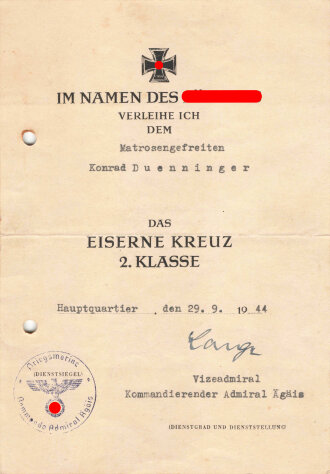 IM NAMEN DES
VERLEIHE ICH
DEM
Matrosengefreiten
Konrad Duenninger
DAS
EISERNE KREUZ
2. KLASSE
Hauptquartier , den 29. 9. 1944
Lange
Vizeadmiral
Kommandierender Admiral Ägäis
(DIENSTGRAD UND DIENSTSTELLUNG)
Kriegsmarine
(DIENSTSIEGEL)
Kommando Admiral Ägäis